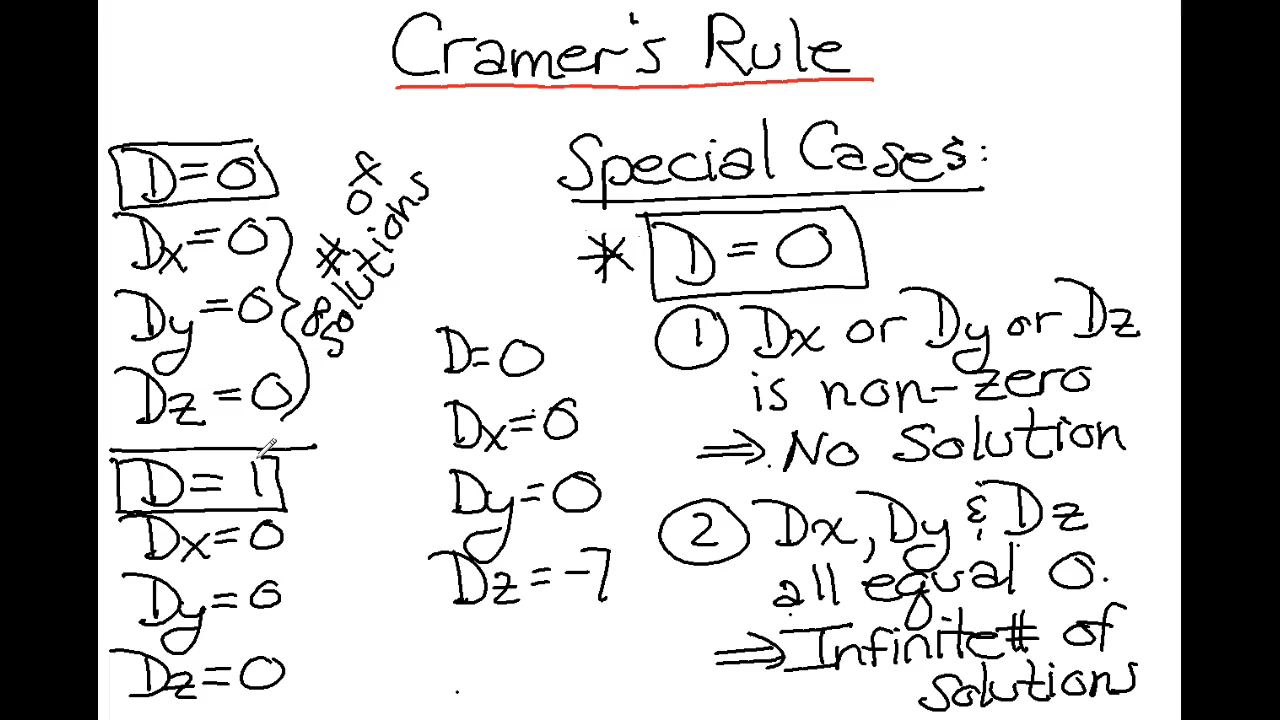 Cramer's Rule
D = 0
Dx = 0
Dy = 0
Dz = 0
∞ # of
solutions
D = 17
Dx = 0
Dy = 0
Dz = 0
D = 0
Dx = 0
Dy = 0
Dz = -7
Special Cases:
* D = 0
① Dx or Dy or Dz
is non-zero
⇒ No Solution
② Dx, Dy & Dz
all equal 0.
⇒ Infinite # of
solutions